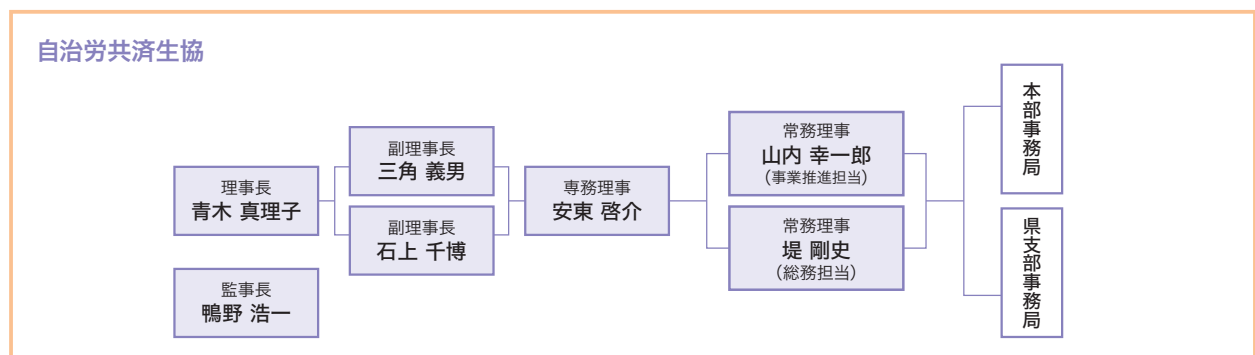 自治労共済生協
理事長
青木 真理子
監事長
鴨野 浩一
副理事長
三角 義男
副理事長
石上 千博
専務理事
安東 啓介
常務理事
山内 幸一郎
（事業推進担当）
常務理事
堤 剛史
（総務担当）
本部事務局
県支部事務局